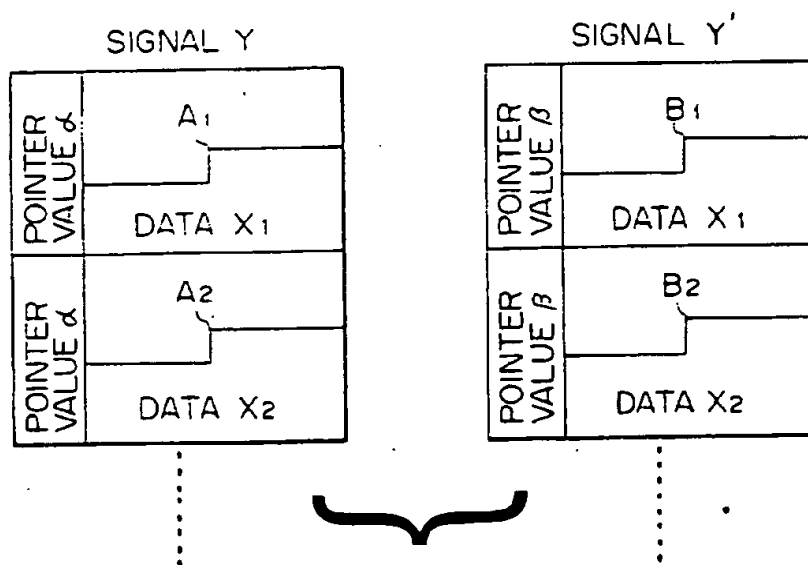 SIGNAL Y
POINTER
VALUE α
A1
DATA X1
POINTER
VALUE α
A2
DATA X2
SIGNAL Y'
POINTER
VALUE β
B1
DATA X1
POINTER
VALUE β
B2
DATA X2